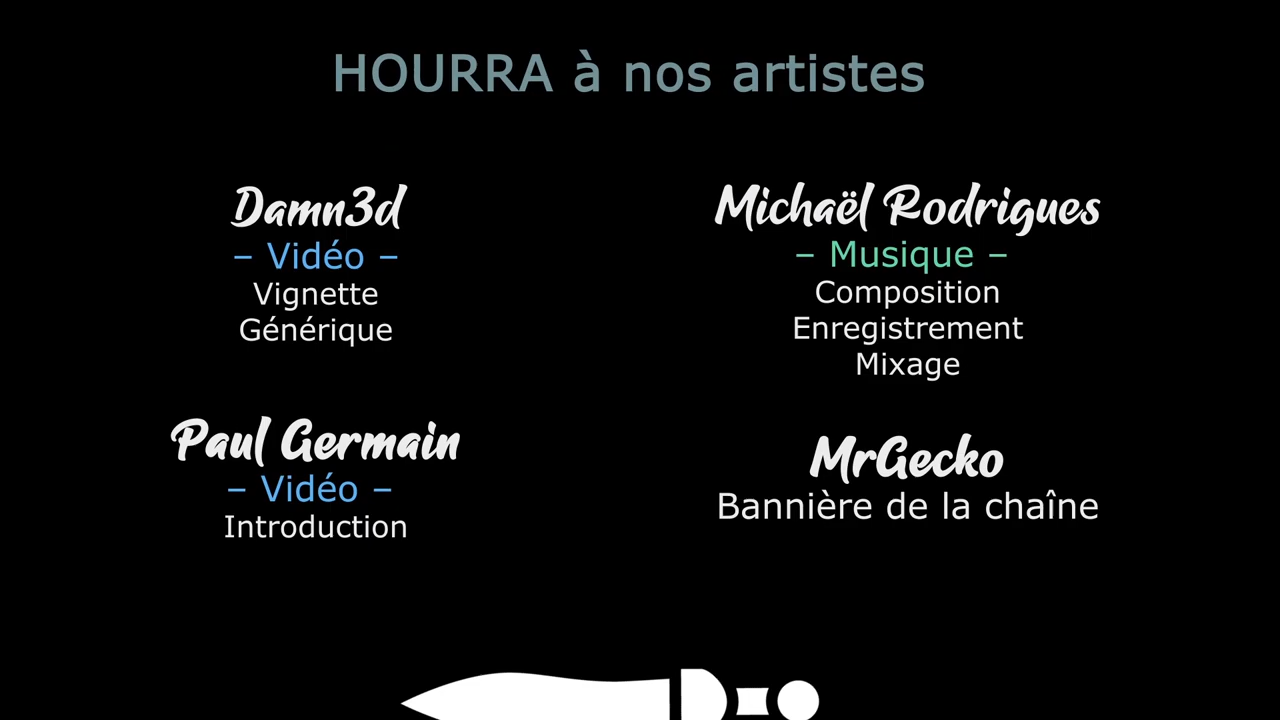 HOURRA à nos artistes
Damn3d
– Vidéo –
Vignette
Générique
Michaël Rodrigues
– Musique –
Composition
Enregistrement
Mixage
Paul Germain
– Vidéo –
Introduction
MrGecko
Bannière de la chaîne